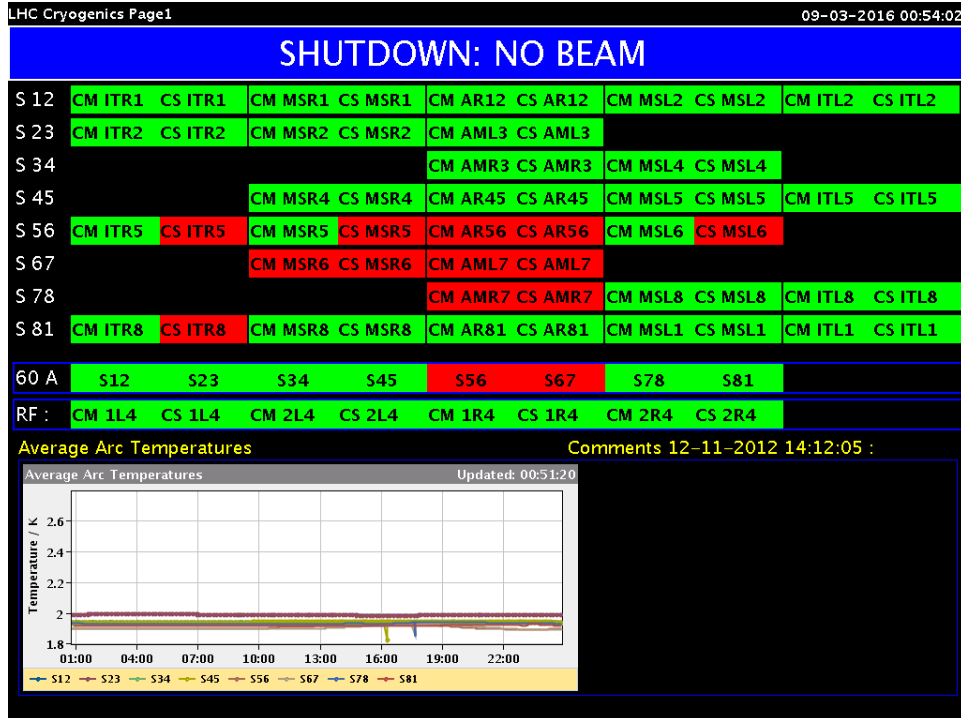 LHC Cryogenics Page1 09-03-2016 00:54:02
SHUTDOWN: NO BEAM
S 12 CM ITR1 CS ITR1 CM MSR1 CS MSR1 CM AR12 CS AR12 CM MSL2 CS MSL2 CM ITL2 CS ITL2
S 23 CM ITR2 CS ITR2 CM MSR2 CS MSR2 CM AML3 CS AML3
S 34 CM AMR3 CS AMR3 CM MSL4 CS MSL4
S 45 CM MSR4 CS MSR4 CM AR45 CS AR45 CM MSL5 CS MSL5 CM ITL5 CS ITL5
S 56 CM ITR5 CS ITR5 CM MSR5 CS MSR5 CM AR56 CS AR56 CM MSL6 CS MSL6
S 67 CM MSR6 CS MSR6 CM AML7 CS AML7
S 78 CM AMR7 CS AMR7 CM MSL8 CS MSL8 CM ITL8 CS ITL8
S 81 CM ITR8 CS ITR8 CM MSR8 CS MSR8 CM AR81 CS AR81 CM MSL1 CS MSL1 CM ITL1 CS ITL1
60 A S12 S23 S34 S45 S56 S67 S78 S81
RF : CM 1L4 CS 1L4 CM 2L4 CS 2L4 CM 1R4 CS 1R4 CM 2R4 CS 2R4
Average Arc Temperatures Comments 12-11-2012 14:12:05 :
Average Arc Temperatures Updated: 00:51:20
Temperature / K
2.6
2.4
2.2
2
1.8
01:00 04:00 07:00 10:00 13:00 16:00 19:00 22:00
S12 S23 S34 S45 S56 S67 S78 S81